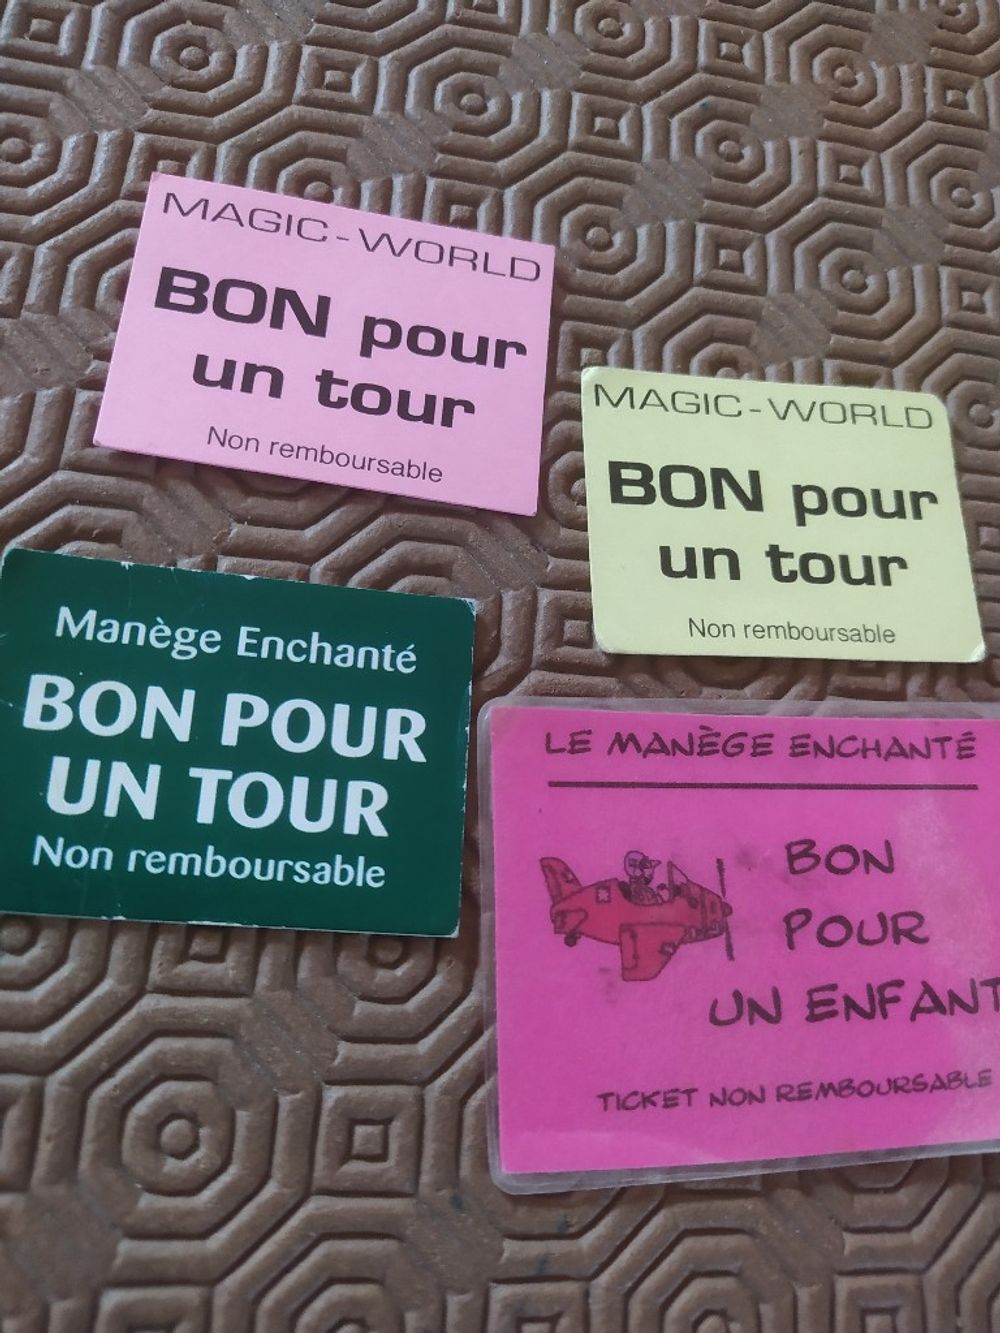 MAGIC-WORLD
BON pour
un tour
Non remboursable
MAGIC-WORLD
BON pour
un tour
Non remboursable
Manège Enchanté
BON POUR
UN TOUR
Non remboursable
LE MANÈGE ENCHANTÉ
BON
POUR
UN ENFANT
TICKET NON REMBOURSABLE